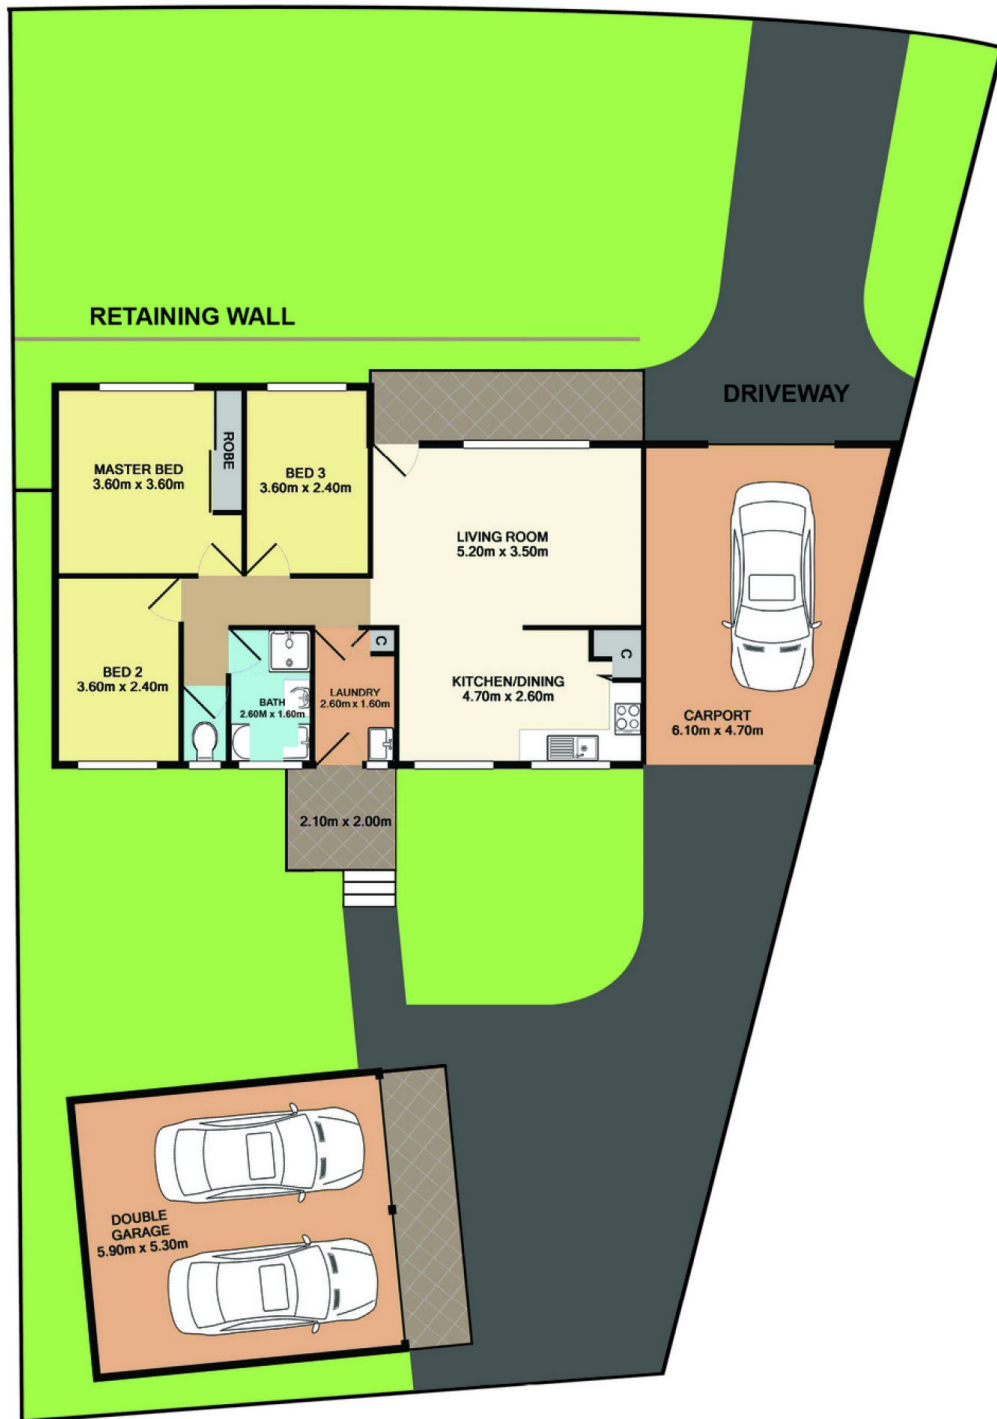 RETAINING WALL
DRIVEWAY
MASTER BED
3.60m x 3.60m
ROBE
BED 3
3.60m x 2.40m
LIVING ROOM
5.20m x 3.50m
BED 2
3.60m x 2.40m
BATH
2.60M x 1.60m
LAUNDRY
2.60m x 1.60m
C
KITCHEN/DINING
4.70m x 2.60m
C
CARPORT
6.10m x 4.70m
2.10m x 2.00m
DOUBLE
GARAGE
5.90m x 5.30m